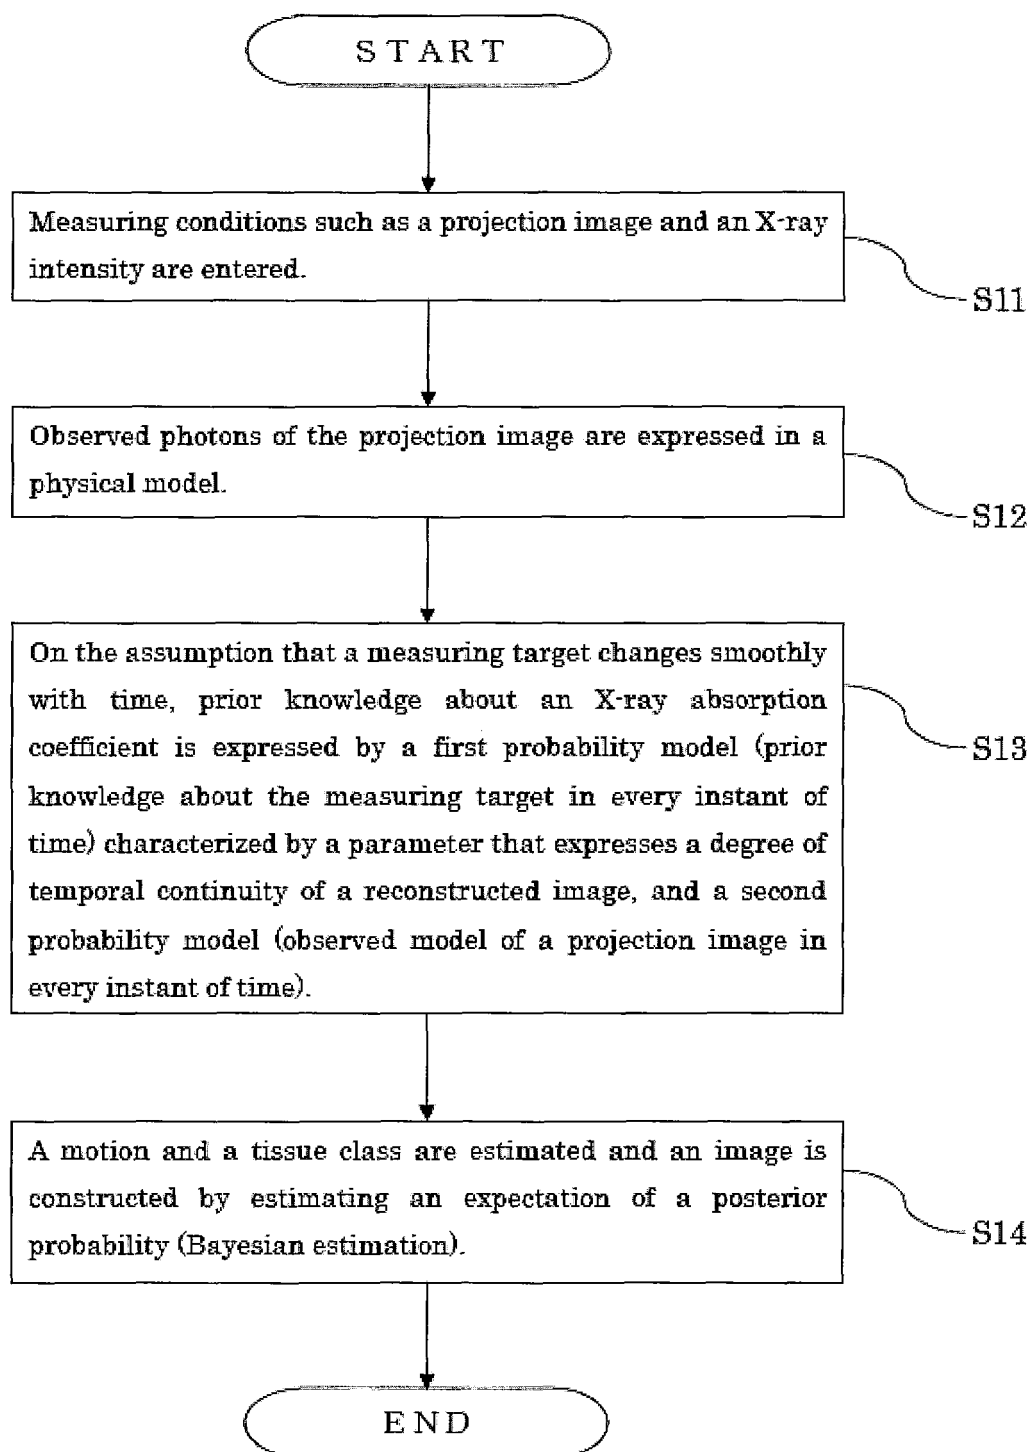 START
Measuring conditions such as a projection image and an X-ray
intensity are entered.
S11
Observed photons of the projection image are expressed in a
physical model.
S12
On the assumption that a measuring target changes smoothly
with time, prior knowledge about an X-ray absorption
coefficient is expressed by a first probability model (prior
knowledge about the measuring target in every instant of
time) characterized by a parameter that expresses a degree of
temporal continuity of a reconstructed image, and a second
probability model (observed model of a projection image in
every instant of time).
S13
A motion and a tissue class are estimated and an image is
constructed by estimating an expectation of a posterior
probability (Bayesian estimation).
S14
END